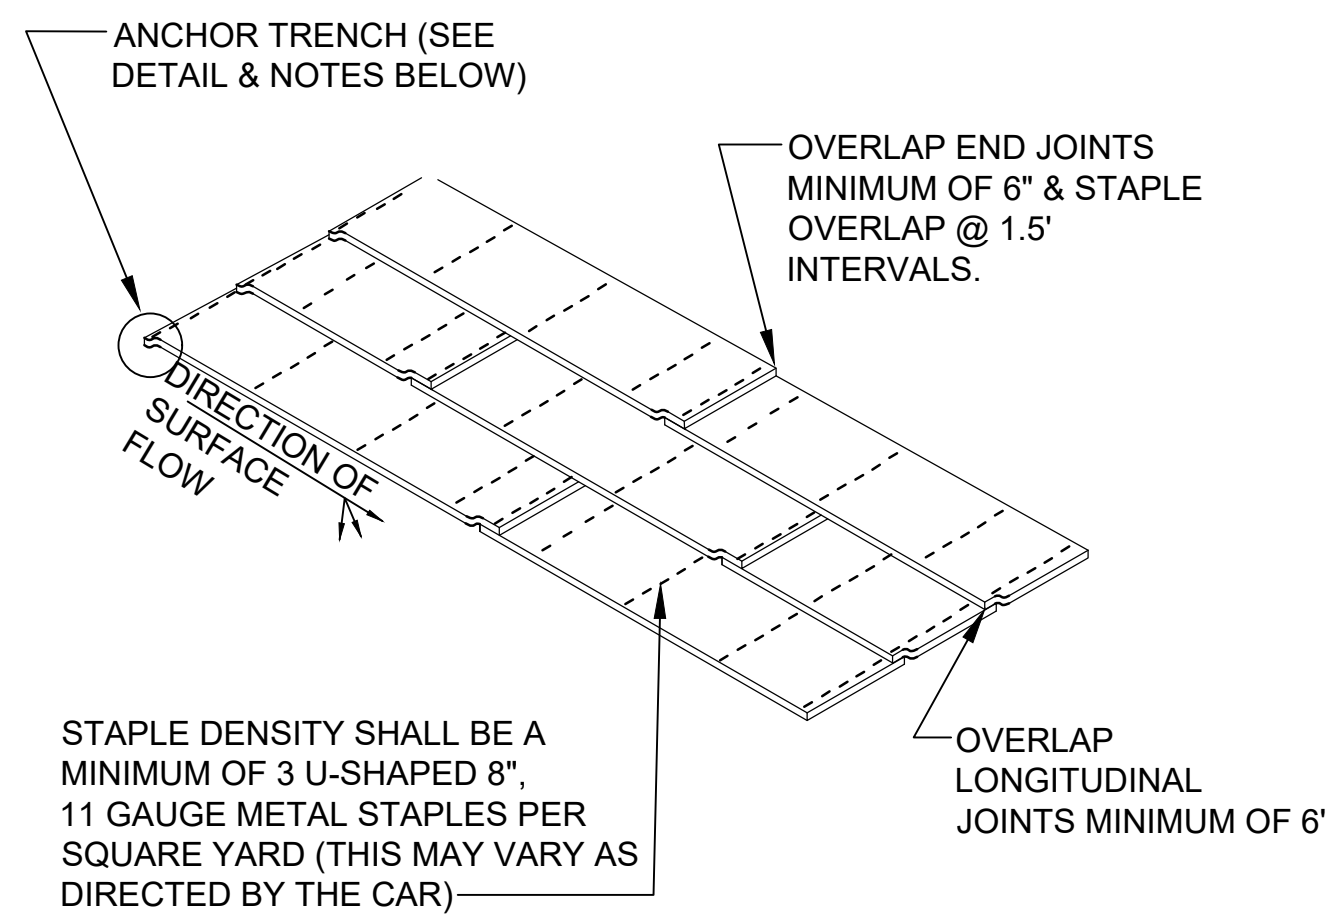 ANCHOR TRENCH (SEE
DETAIL & NOTES BELOW)
OVERLAP END JOINTS
MINIMUM OF 6" & STAPLE
OVERLAP @ 1.5'
INTERVALS.
DIRECTION OF
SURFACE
FLOW
STAPLE DENSITY SHALL BE A
MINIMUM OF 3 U-SHAPED 8",
11 GAUGE METAL STAPLES PER
SQUARE YARD (THIS MAY VARY AS
DIRECTED BY THE CAR)
OVERLAP
LONGITUDINAL
JOINTS MINIMUM OF 6'